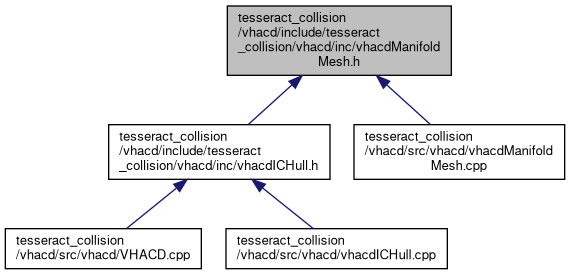 tesseract_collision
/vhacd/include/tesseract
_collision/vhacd/inc/vhacdManifold
Mesh.h
tesseract_collision
/vhacd/include/tesseract
_collision/vhacd/inc/vhacdICHull.h
tesseract_collision
/vhacd/src/vhacd/vhacdManifold
Mesh.cpp
tesseract_collision
/vhacd/src/vhacd/VHACD.cpp
tesseract_collision
/vhacd/src/vhacd/vhacdICHull.cpp